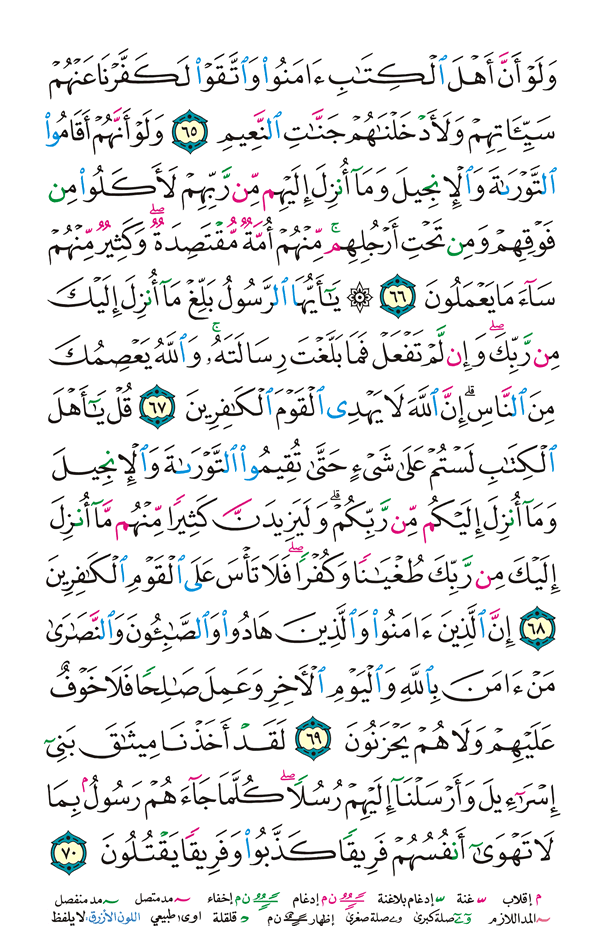 وَلَوْ أَنَّ أَهْلَ ٱلْكِتَٰبِ ءَامَنُوا۟ وَٱتَّقَوْا۟ لَكَفَّرْنَا عَنْهُمْ
سَيِّـَٔاتِهِمْ وَلَأَدْخَلْنَٰهُمْ جَنَّٰتِ ٱلنَّعِيمِ ٦٥ وَلَوْ أَنَّهُمْ أَقَامُوا۟
ٱلتَّوْرَىٰةَ وَٱلْإِنجِيلَ وَمَآ أُنزِلَ إِلَيْهِم مِّن رَّبِّهِمْ لَأَكَلُوا۟ مِن
فَوْقِهِمْ وَمِن تَحْتِ أَرْجُلِهِم ۚ مِّنْهُمْ أُمَّةٌ مُّقْتَصِدَةٌ ۖ وَكَثِيرٌ مِّنْهُمْ
سَآءَ مَا يَعْمَلُونَ ٦٦ ۞ يَٰٓأَيُّهَا ٱلرَّسُولُ بَلِّغْ مَآ أُنزِلَ إِلَيْكَ
مِن رَّبِّكَ ۖ وَإِن لَّمْ تَفْعَلْ فَمَا بَلَّغْتَ رِسَالَتَهُۥ ۚ وَٱللَّهُ يَعْصِمُكَ
مِنَ ٱلنَّاسِ ۗ إِنَّ ٱللَّهَ لَا يَهْدِى ٱلْقَوْمَ ٱلْكَٰفِرِينَ ٦٧ قُلْ يَٰٓأَهْلَ
ٱلْكِتَٰبِ لَسْتُمْ عَلَىٰ شَىْءٍ حَتَّىٰ تُقِيمُوا۟ ٱلتَّوْرَىٰةَ وَٱلْإِنجِيلَ
وَمَآ أُنزِلَ إِلَيْكُم مِّن رَّبِّكُمْ ۗ وَلَيَزِيدَنَّ كَثِيرًا مِّنْهُم مَّآ أُنزِلَ
إِلَيْكَ مِن رَّبِّكَ طُغْيَٰنًا وَكُفْرًا ۖ فَلَا تَأْسَ عَلَى ٱلْقَوْمِ ٱلْكَٰفِرِينَ
٦٨ إِنَّ ٱلَّذِينَ ءَامَنُوا۟ وَٱلَّذِينَ هَادُوا۟ وَٱلصَّٰبِـُٔونَ وَٱلنَّصَٰرَىٰ
مَنْ ءَامَنَ بِٱللَّهِ وَٱلْيَوْمِ ٱلْءَاخِرِ وَعَمِلَ صَٰلِحًا فَلَا خَوْفٌ
عَلَيْهِمْ وَلَا هُمْ يَحْزَنُونَ ٦٩ لَقَدْ أَخَذْنَا مِيثَٰقَ بَنِىٓ
إِسْرَٰٓءِيلَ وَأَرْسَلْنَآ إِلَيْهِمْ رُسُلًا ۖ كُلَّمَا جَآءَهُمْ رَسُولٌۢ بِمَا
لَا تَهْوَىٰٓ أَنفُسُهُمْ فَرِيقًا كَذَّبُوا۟ وَفَرِيقًا يَقْتُلُونَ ٧٠
م إقلاب غنة إدغام بلاغنة ن م إدغام ن م إخفاء مد متصل مد منفصل
المد اللازم صلة كبرى و ے صلة صغرى إظهار ن م د قلقلة اوى، طبيعي اللون الأزرق: لا يلفظ